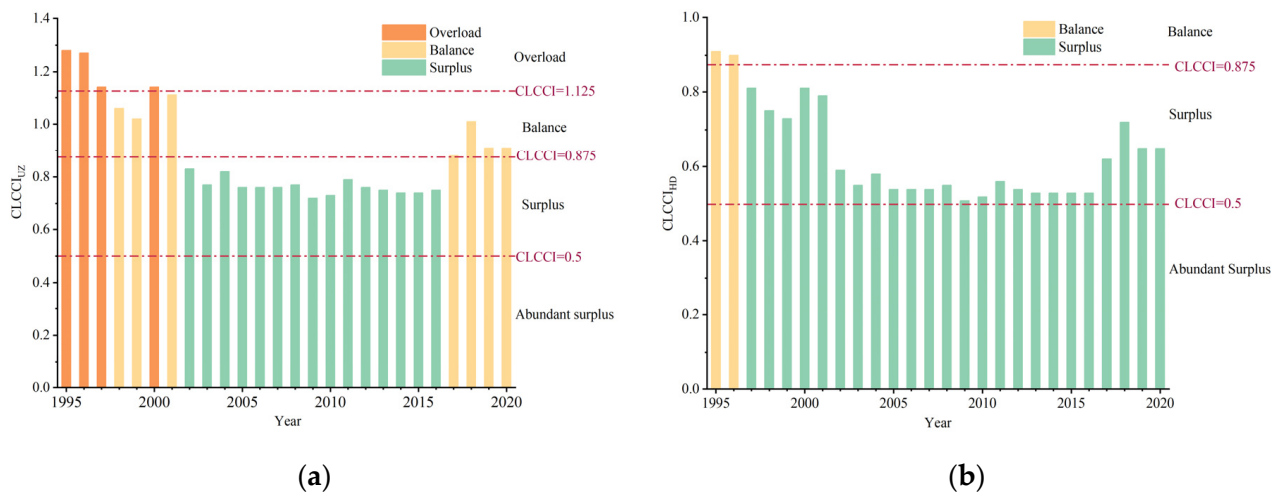 1.4
1.2
1.0
0.8
0.6
0.4
0.2
0.0
CLCCI_UZ
Overload
Balance
Surplus
Overload
CLCCI=1.125
Balance
CLCCI=0.875
Surplus
CLCCI=0.5
Abundant surplus
1995 2000 2005 2010 2015 2020
Year
(a)
1.0
0.8
0.6
0.4
0.2
0.0
CLCCI_HD
Balance
Surplus
Balance
CLCCI=0.875
Surplus
CLCCI=0.5
Abundant Surplus
1995 2000 2005 2010 2015 2020
Year
(b)